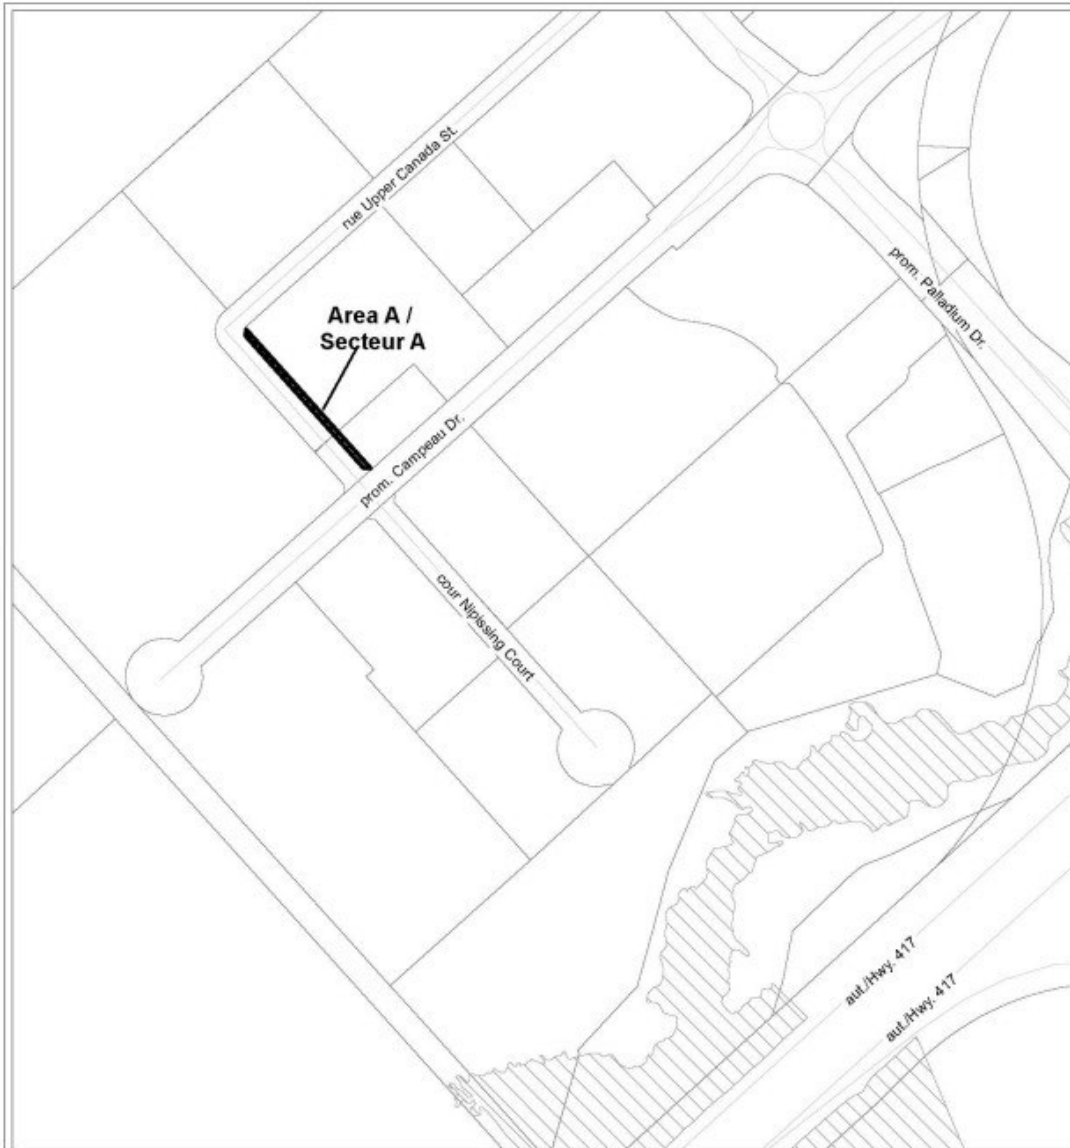 rue Upper Canada St.
Area A /
Secteur A
prom. Palladium Dr.
prom. Campeau Dr.
cour Nipissing Court
aut./Hwy. 417
aut./Hwy. 417